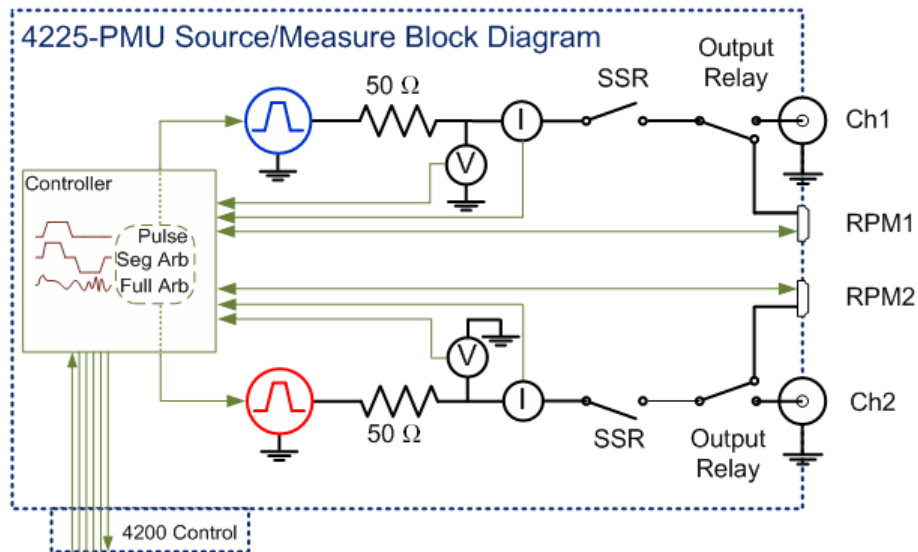 4225-PMU Source/Measure Block Diagram
Output
Relay
SSR
50 Ω
I
Ch1
V
Controller
RPM1
Pulse
Seg Arb
Full Arb
RPM2
V
I
Ch2
50 Ω
SSR
Output
Relay
4200 Control